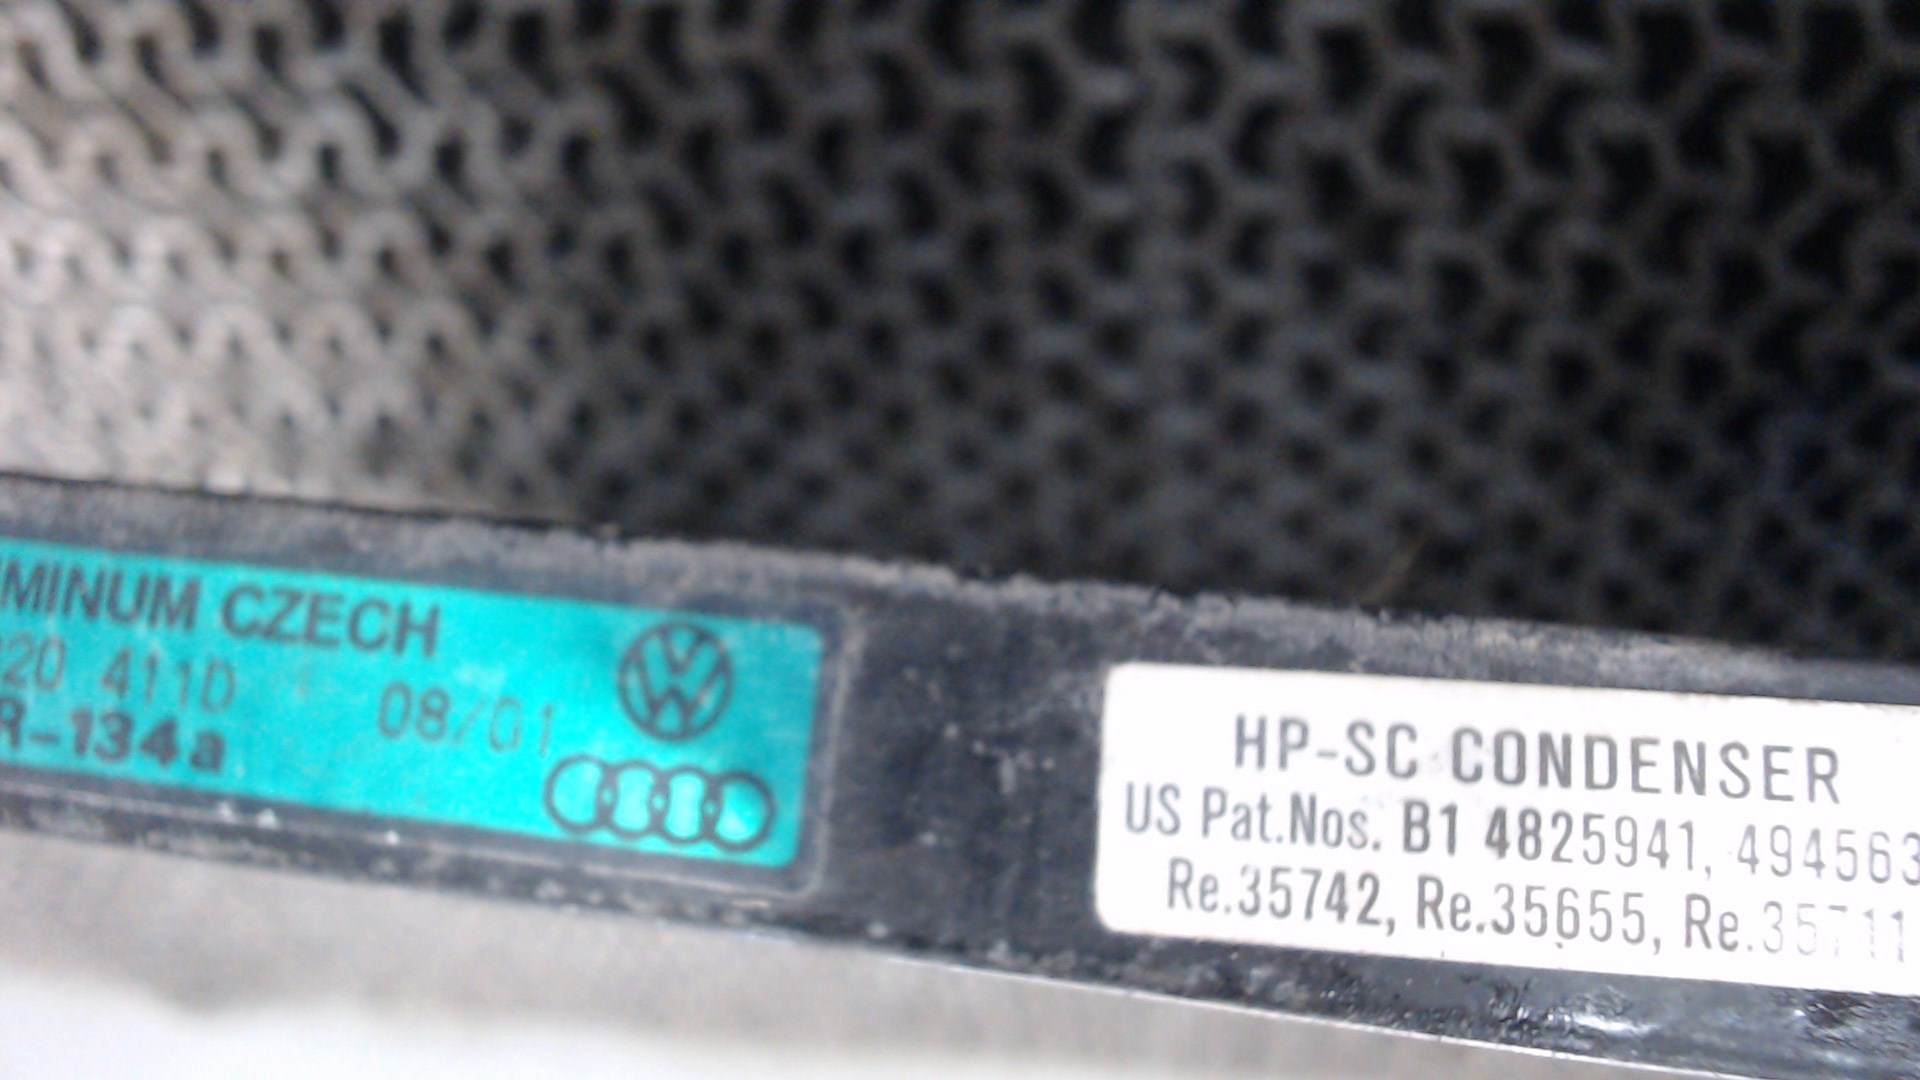 MINUM CZECH
20 411D 08/01
R-134a
HP-SC CONDENSER
US Pat.Nos. B1 4825941, 494563
Re.35742, Re.35655, Re.35711